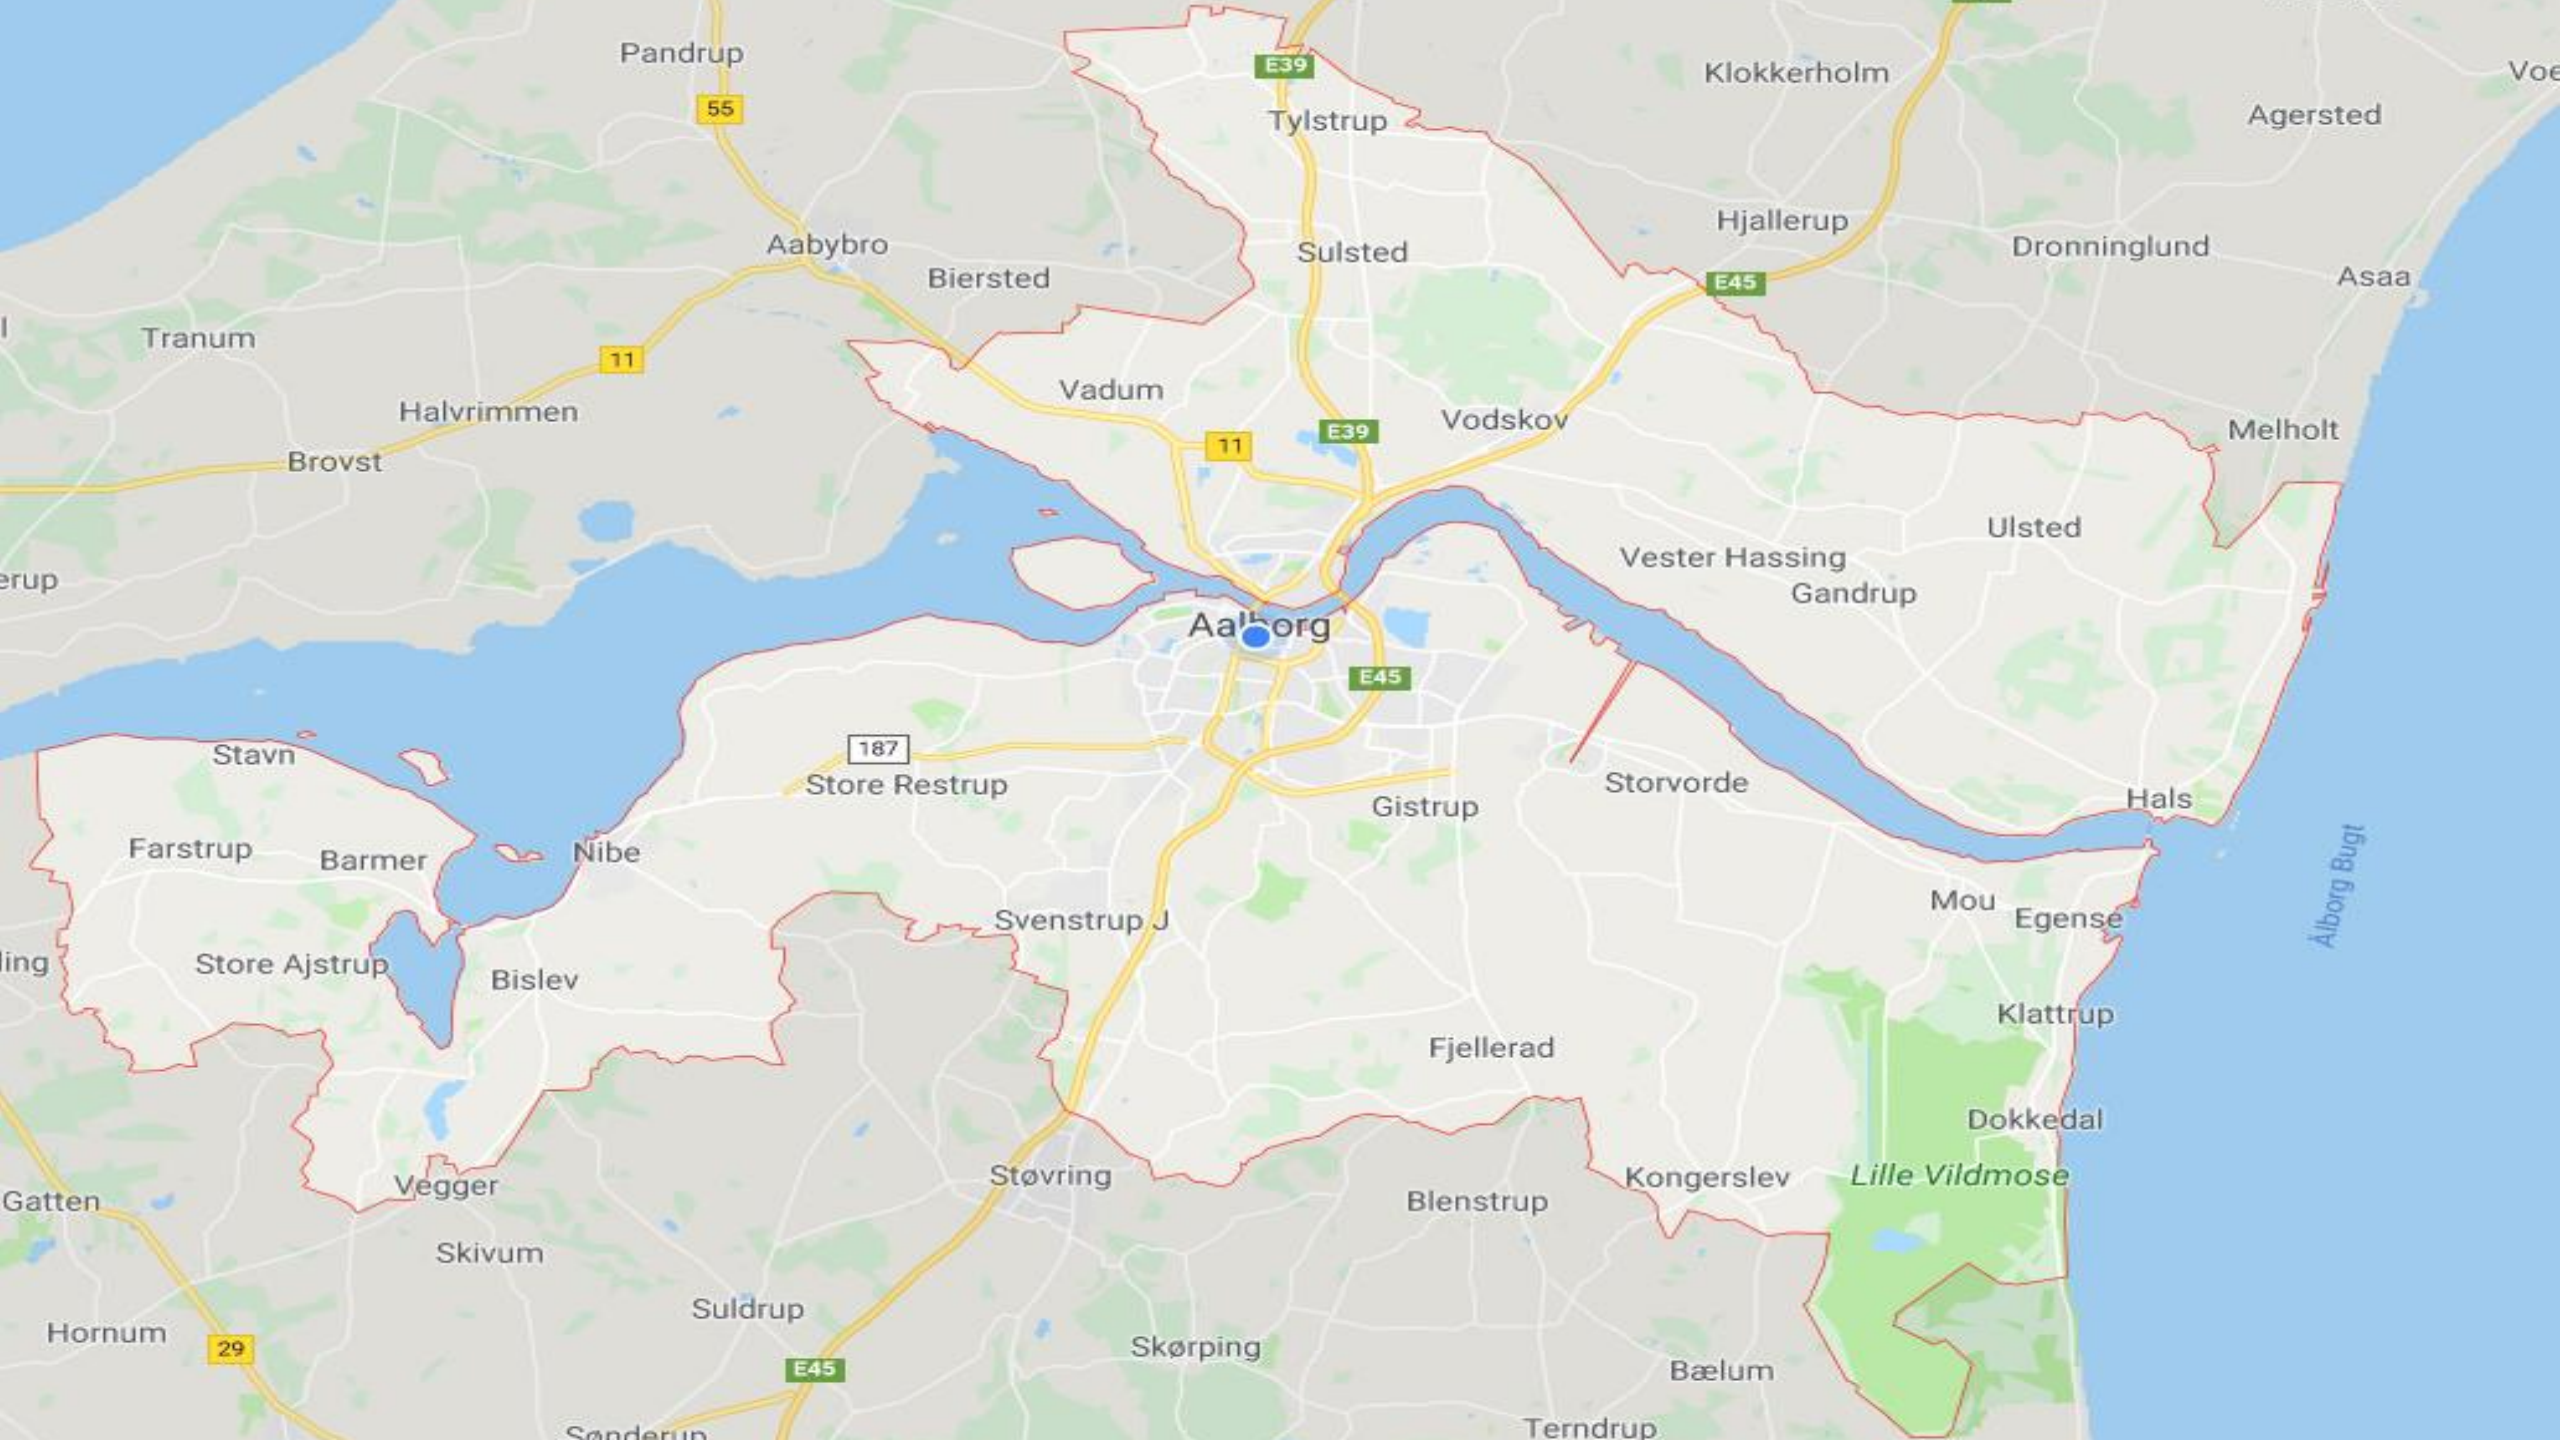 Pandrup
E39
Klokkerholm
Voe
55
Tylstrup
Agersted
Aabybro
Biersted
Sulsted
Hjallerup
Dronninglund
E45
Asaa
l
Tranum
11
Halvrimmen
Vadum
Vodskov
E39
11
Melholt
Brovst
Ulsted
Vester Hassing
Gandrup
erup
Aalborg
E45
Stavn
187
Store Restrup
Storvorde
Gistrup
Hals
Farstrup
Barmer
Nibe
Ålborg Bugt
Mou
Egense
Svenstrup J
ling
Store Ajstrup
Bislev
Klattrup
Fjellerad
Dokkedal
Vegger
Støvring
Kongerslev
Lille Vildmose
Gatten
Blenstrup
Skivum
Suldrup
Hornum
29
Skørping
E45
Bælum
Sønderup
Terndrup